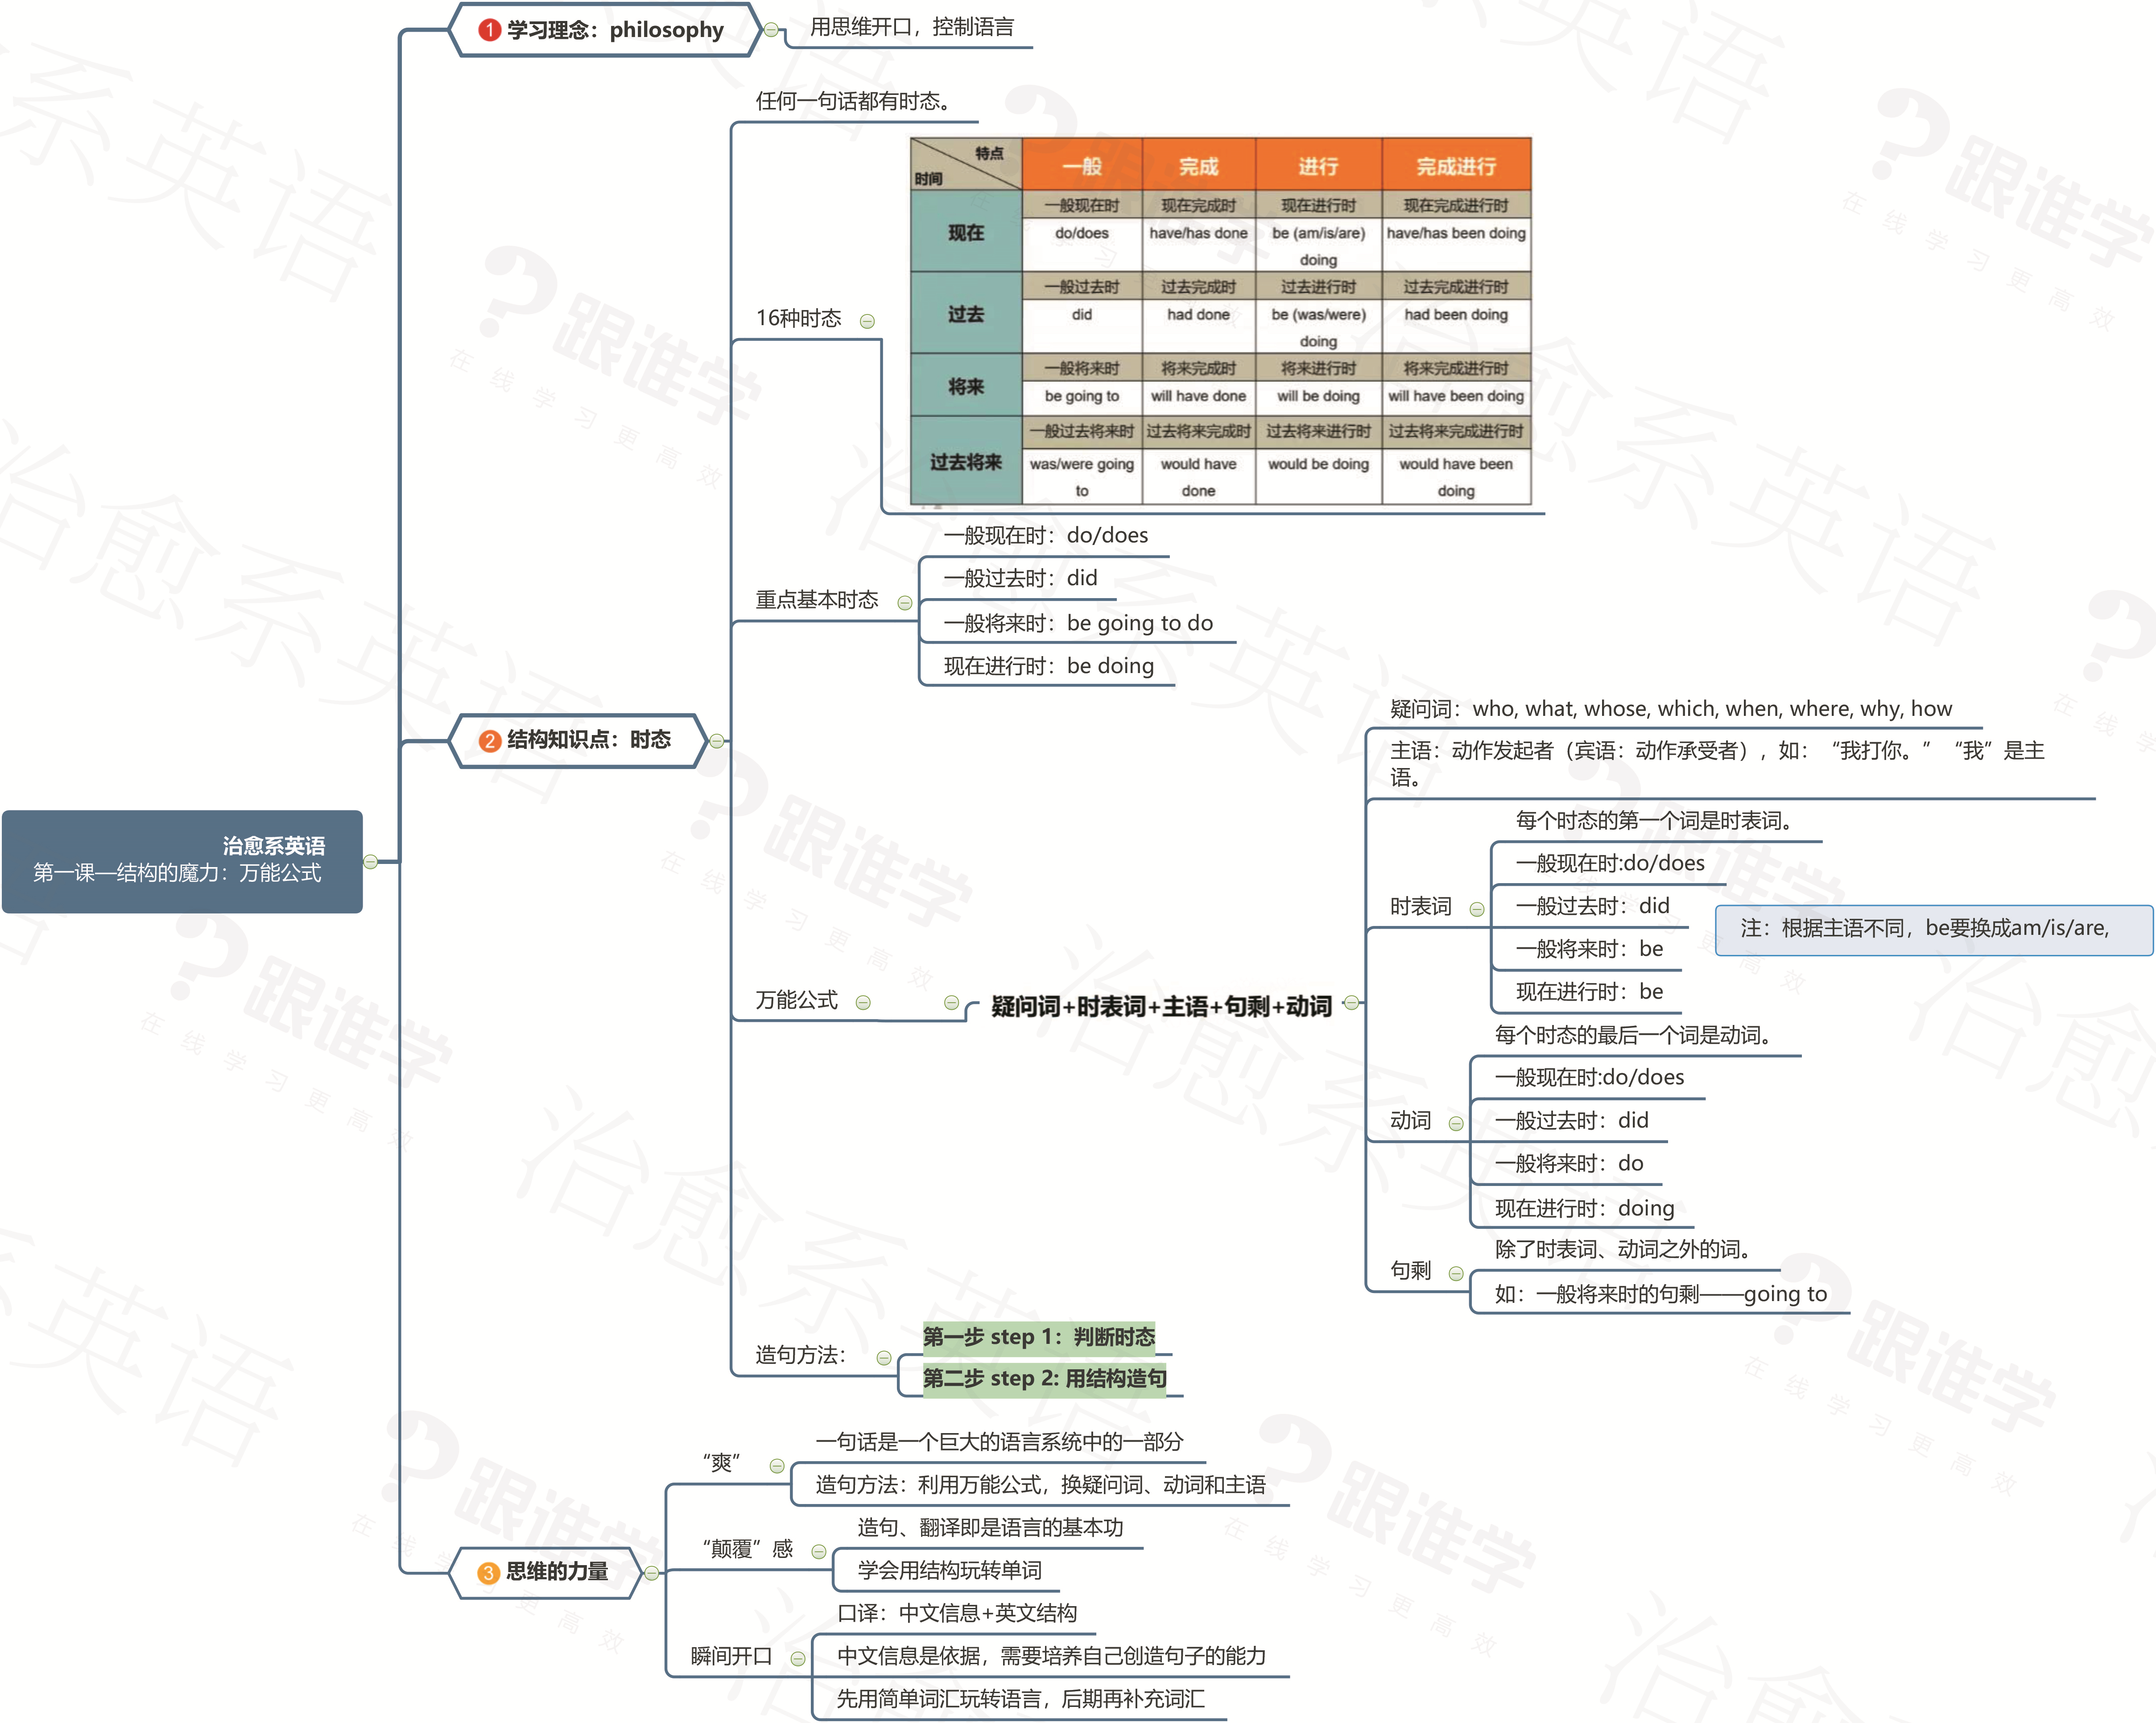 治愈系英语
第一课—结构的魔力：万能公式
1 学习理念：philosophy
用思维开口，控制语言
2 结构知识点：时态
任何一句话都有时态。
16种时态
特点
时间
一般 完成 进行 完成进行
现在
一般现在时 现在完成时 现在进行时 现在完成进行时
do/does have/has done be (am/is/are) doing have/has been doing
过去
一般过去时 过去完成时 过去进行时 过去完成进行时
did had done be (was/were) doing had been doing
将来
一般将来时 将来完成时 将来进行时 将来完成进行时
be going to will have done will be doing will have been doing
过去将来
一般过去将来时 过去将来完成时 过去将来进行时 过去将来完成进行时
was/were going to would have done would be doing would have been doing
重点基本时态
一般现在时：do/does
一般过去时：did
一般将来时：be going to do
现在进行时：be doing
万能公式
疑问词+时表词+主语+句剩+动词
疑问词：who, what, whose, which, when, where, why, how
主语：动作发起者（宾语：动作承受者），如：“我打你。”“我”是主
语。
时表词
每个时态的第一个词是时表词。
一般现在时:do/does
一般过去时：did
一般将来时：be
现在进行时：be
注：根据主语不同，be要换成am/is/are,
动词
每个时态的最后一个词是动词。
一般现在时:do/does
一般过去时：did
一般将来时：do
现在进行时：doing
句剩
除了时表词、动词之外的词。
如：一般将来时的句剩——going to
造句方法：
第一步 step 1：判断时态
第二步 step 2: 用结构造句
3 思维的力量
“爽”
一句话是一个巨大的语言系统中的一部分
造句方法：利用万能公式，换疑问词、动词和主语
“颠覆”感
造句、翻译即是语言的基本功
学会用结构玩转单词
瞬间开口
口译：中文信息+英文结构
中文信息是依据，需要培养自己创造句子的能力
先用简单词汇玩转语言，后期再补充词汇
治愈系英语
跟谁学
在线学习更高效